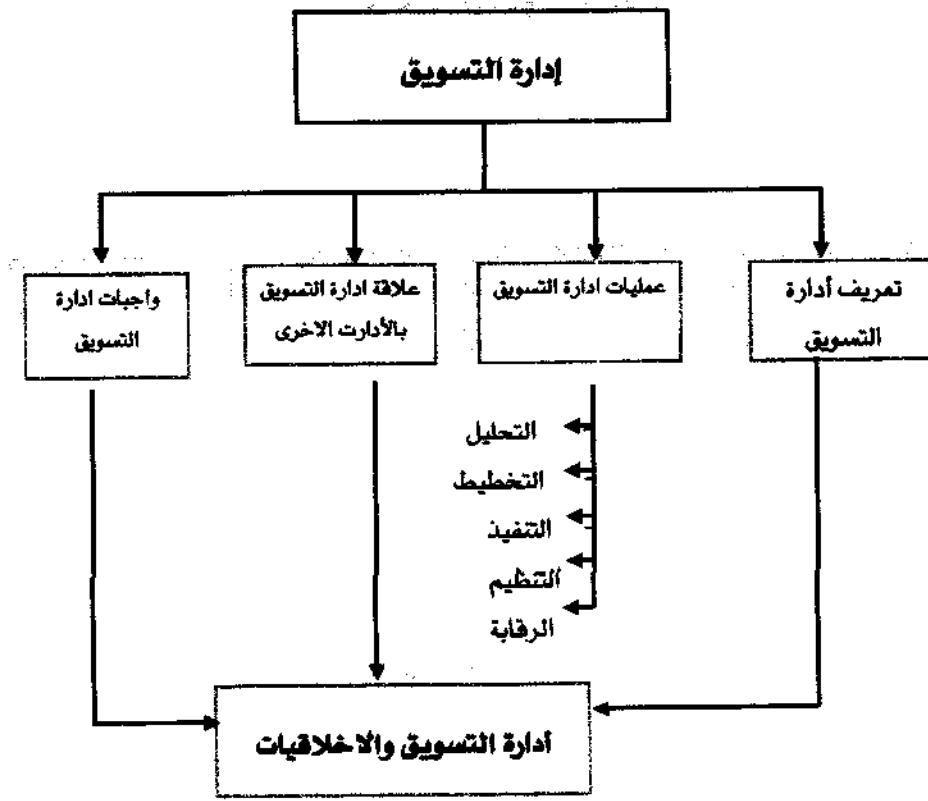 إدارة التسويق
تعريف أدارة
التسويق
عمليات ادارة التسويق
علاقة ادارة التسويق
بالأدارت الاخرى
واجبات ادارة
التسويق
التحليل
التخطيط
التنفيذ
التنظيم
الرقابة
أدارة التسويق والاخلاقيات